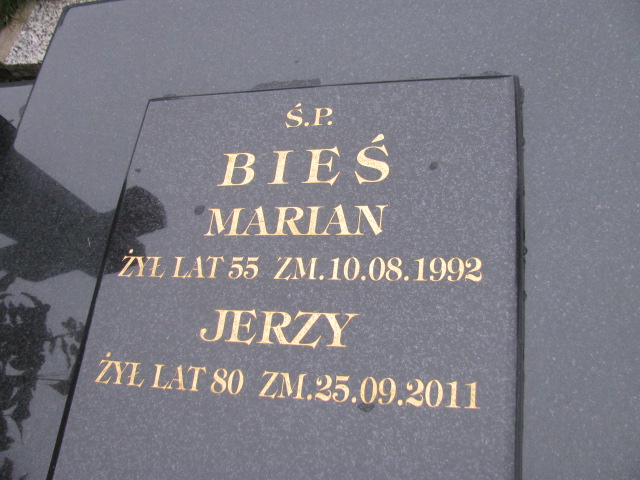 Ś.P.
BIEŚ
MARIAN
ŻYŁ LAT 55 ZM.10.08.1992
JERZY
ŻYŁ LAT 80 ZM.25.09.2011